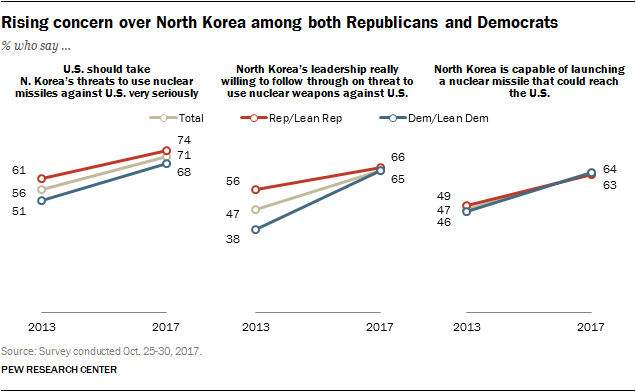 Rising concern over North Korea among both Republicans and Democrats
% who say ...
U.S. should take
N. Korea's threats to use nuclear
missiles against U.S. very seriously
North Korea's leadership really
willing to follow through on threat to
use nuclear weapons against U.S.
North Korea is capable of launching
a nuclear missile that could reach
the U.S.
Total
Rep/Lean Rep
Dem/Lean Dem
61
56
51
74
71
68
2013
2017
56
47
38
66
65
2013
2017
49
47
46
64
63
2013
2017
Source: Survey conducted Oct. 25-30, 2017.
PEW RESEARCH CENTER